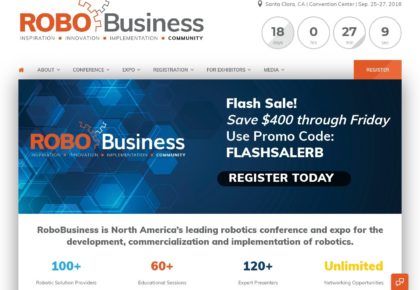 ROBO Business
INSPIRATION • INNOVATION • IMPLEMENTATION • COMMUNITY
Santa Clara, CA | Convention Center | Sep. 25-27, 2018
18 0 27 9
days hrs min sec
ABOUT CONFERENCE EXPO REGISTRATION FOR EXHIBITORS MEDIA REGISTER
Flash Sale!
Save $400 through Friday
Use Promo Code:
FLASHSALERB
ROBO Business
INSPIRATION • INNOVATION • IMPLEMENTATION • COMMUNITY
REGISTER TODAY
RoboBusiness is North America's leading robotics conference and expo for the
development, commercialization and implementation of robotics.
100+ 60+ 120+ Unlimited
Robotic Solution Providers Educational Sessions Expert Presenters Networking Opportunities